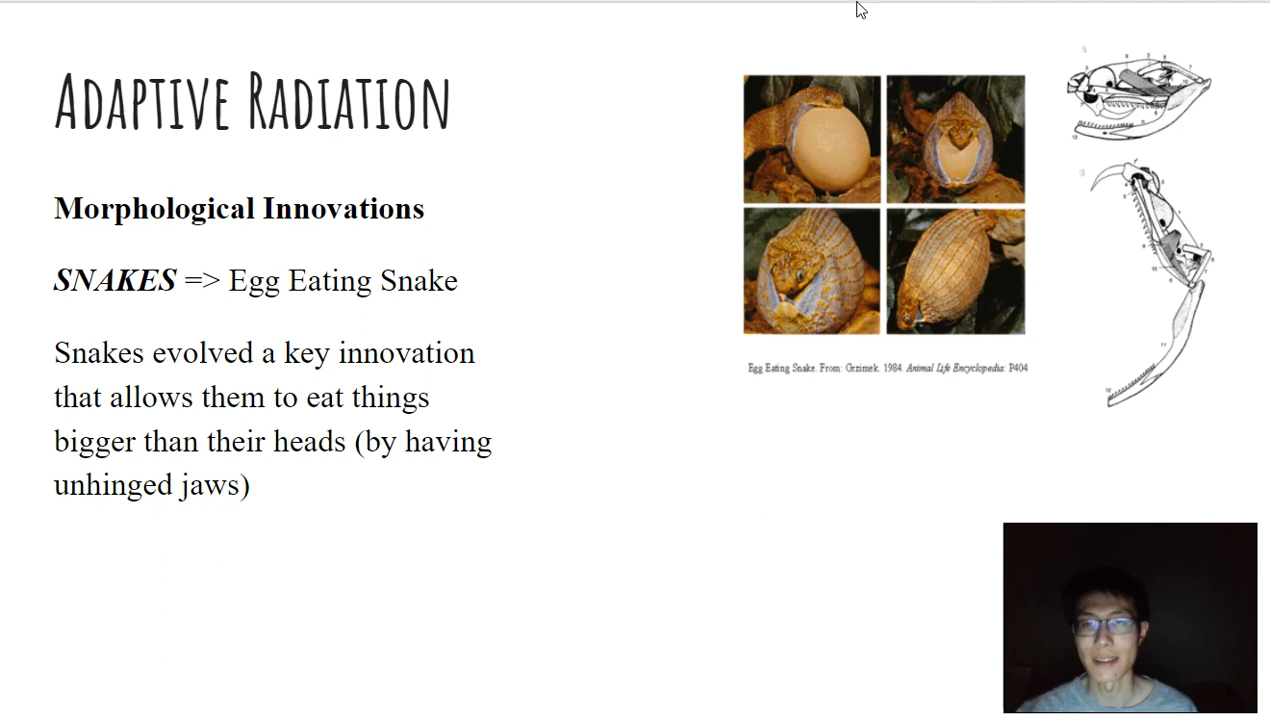 ADAPTIVE RADIATION
Morphological Innovations
SNAKES => Egg Eating Snake
Snakes evolved a key innovation
that allows them to eat things
bigger than their heads (by having
unhinged jaws)
Egg Eating Snake. From: Grzimek. 1984. Animal Life Encyclopedia: P404